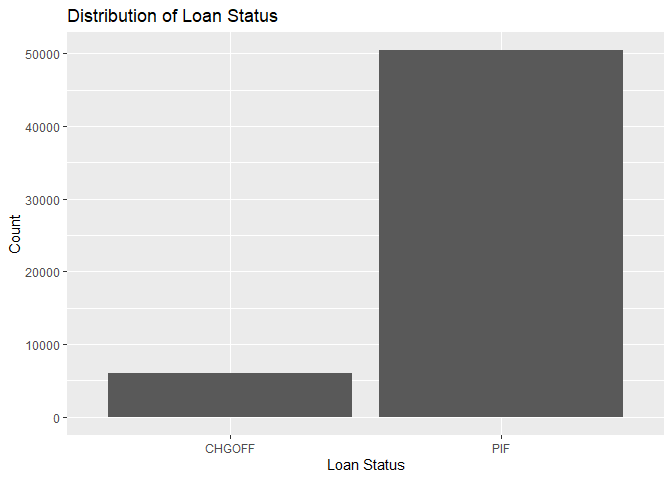 Distribution of Loan Status
50000
40000
30000
20000
10000
0
Count
CHGOFF
PIF
Loan Status